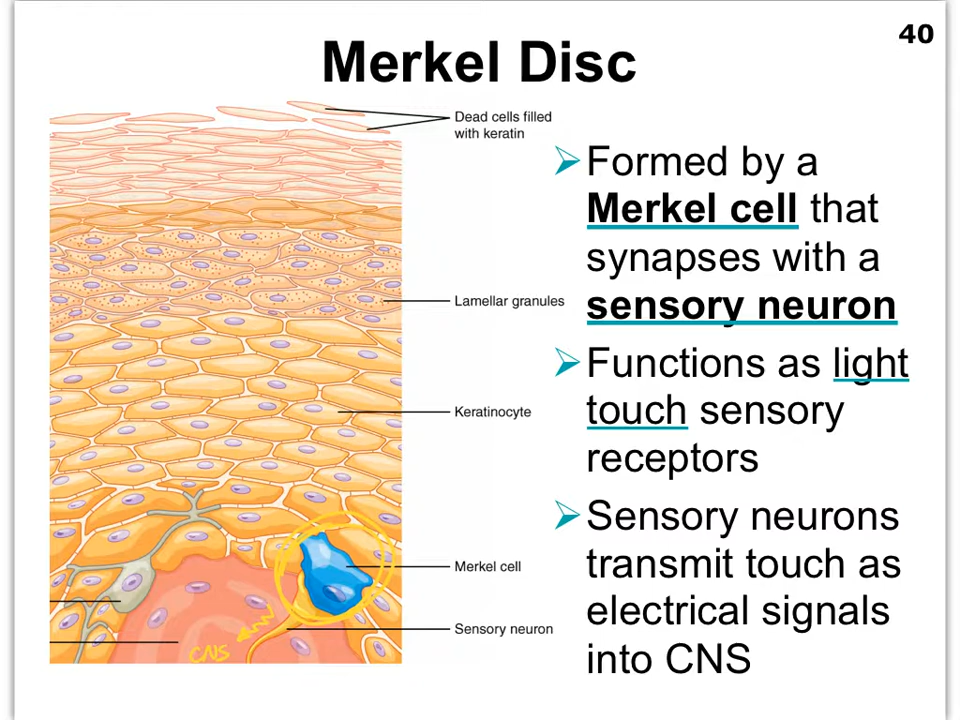 40
Merkel Disc
Dead cells filled
with keratin
Lamellar granules
Keratinocyte
Merkel cell
Sensory neuron
CNS
➢ Formed by a
Merkel cell that
synapses with a
sensory neuron
➢ Functions as light
touch sensory
receptors
➢ Sensory neurons
transmit touch as
electrical signals
into CNS